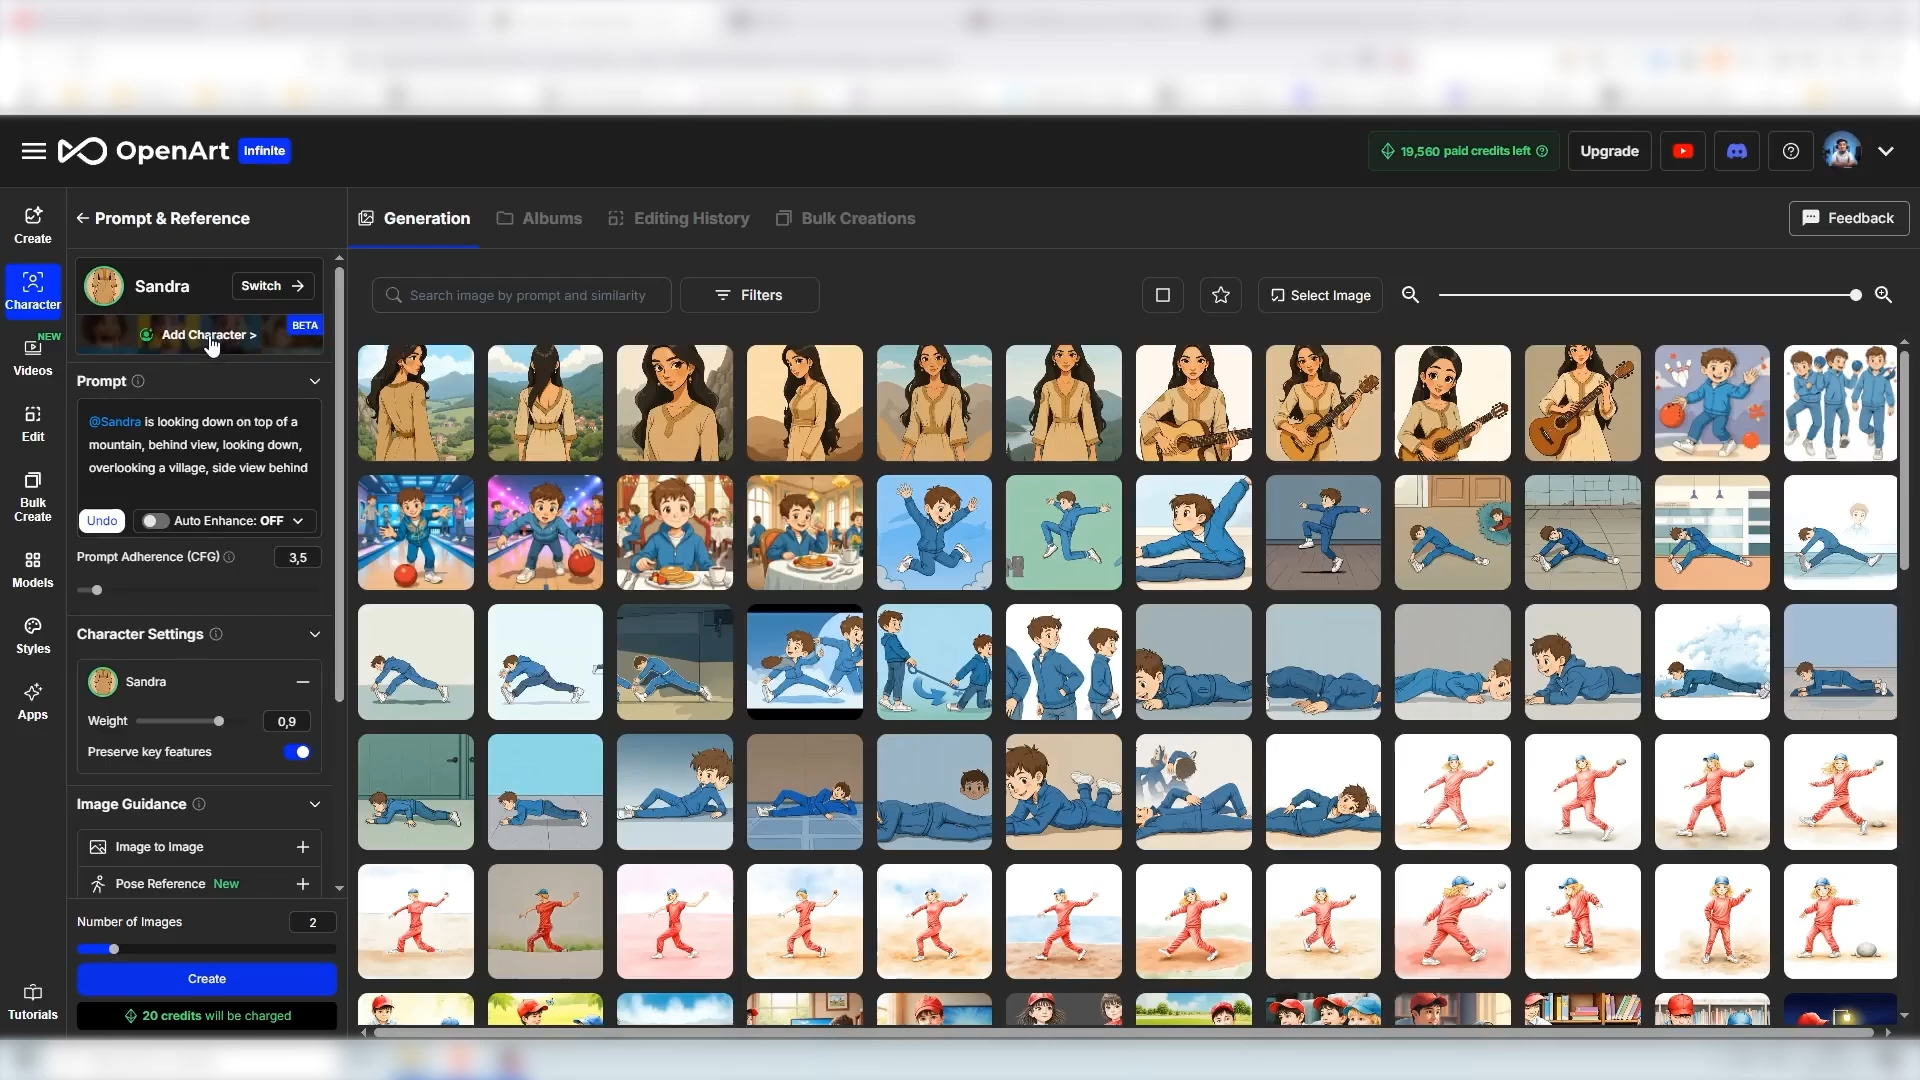 OpenArt
Infinite
19,560 paid credits left
Upgrade
Create
Character
NEW
Videos
Edit
Bulk
Create
Models
Styles
Apps
Tutorials
Prompt & Reference
Sandra
Switch
Add Character >
BETA
Prompt
@Sandra is looking down on top of a
mountain, behind view, looking down,
overlooking a village, side view behind
Undo
Auto Enhance: OFF
Prompt Adherence (CFG)
3,5
Character Settings
Sandra
Weight
0,9
Preserve key features
Image Guidance
Image to Image
Pose Reference New
Number of Images
2
Create
20 credits will be charged
Generation
Albums
Editing History
Bulk Creations
Feedback
Search image by prompt and similarity
Filters
Select Image